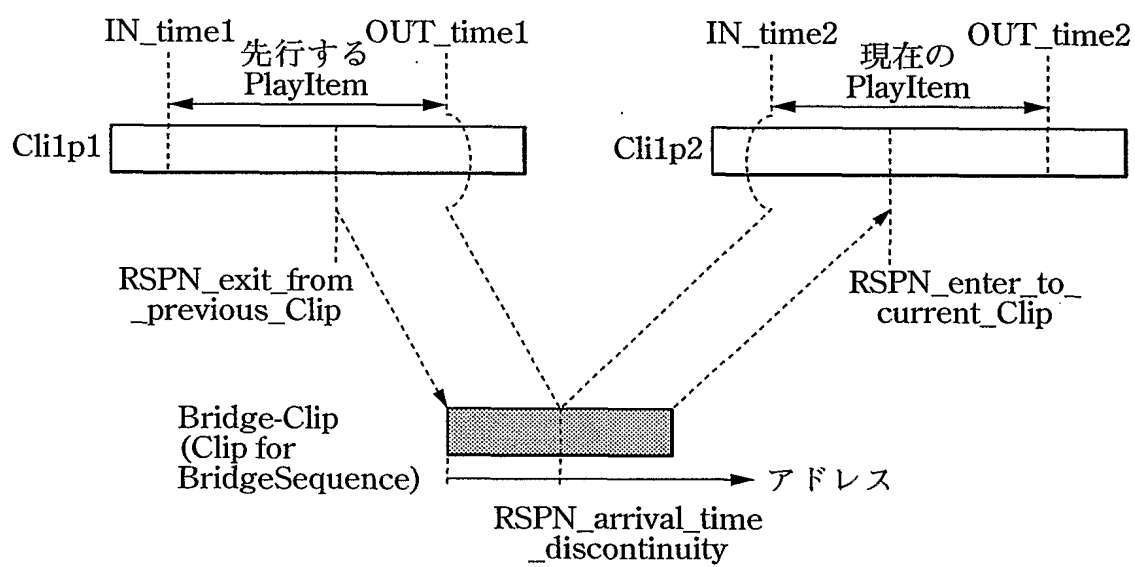 IN_time1
OUT_time1
IN_time2
OUT_time2
先行する
PlayItem
現在の
PlayItem
Cli1p1
Cli1p2
RSPN_exit_from
_previous_Clip
RSPN_enter_to_
current_Clip
Bridge-Clip
(Clip for
BridgeSequence)
アドレス
RSPN_arrival_time
_discontinuity